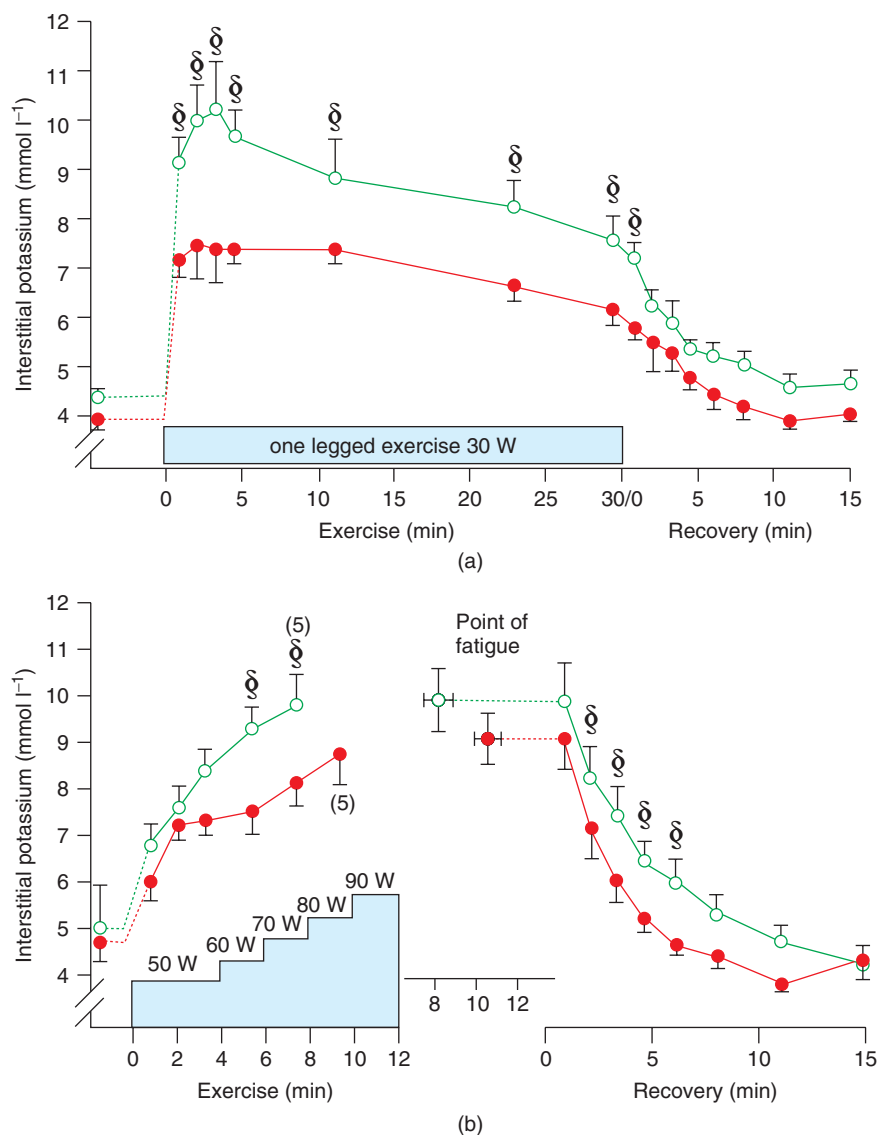 12
11
10
9
8
7
6
5
4
Interstitial potassium (mmol l⁻¹)
§ § § § § § § §
one legged exercise 30 W
0 5 10 15 20 25 30/0 5 10 15
Exercise (min) Recovery (min)
(a)
12
11
10
9
8
7
6
5
4
Interstitial potassium (mmol l⁻¹)
(5)
§ §
(5)
Point of
fatigue
§ § § §
50 W 60 W 70 W 80 W 90 W
8 10 12
0 2 4 6 8 10 12 0 5 10 15
Exercise (min) Recovery (min)
(b)